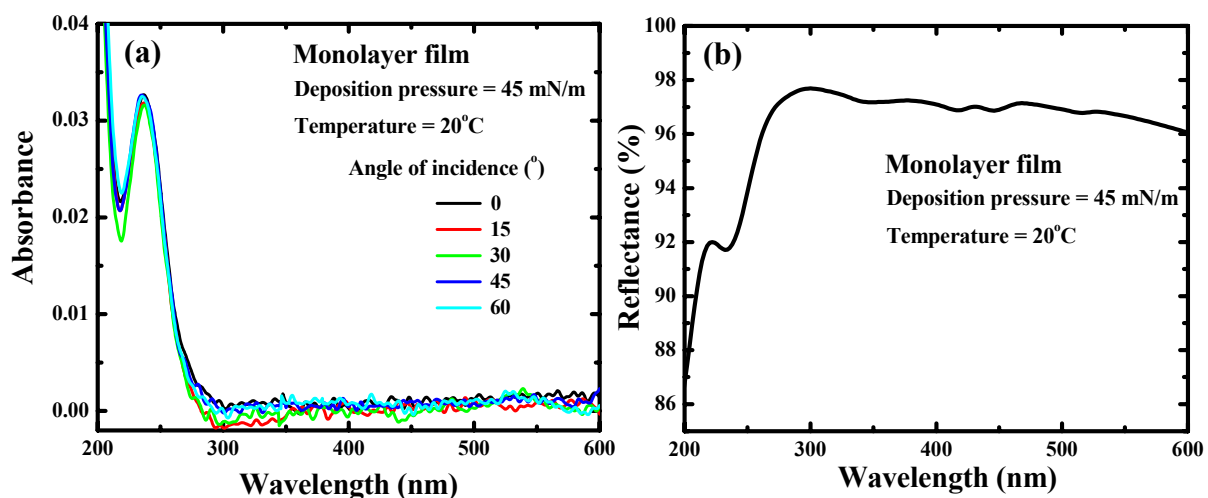 (a)
Monolayer film
Deposition pressure = 45 mN/m
Temperature = 20°C
Angle of incidence (°)
0
15
30
45
60
0.04
0.03
0.02
0.01
0.00
Absorbance
200 300 400 500 600
Wavelength (nm)
(b)
100
98
96
94
92
90
88
86
Reflectance (%)
Monolayer film
Deposition pressure = 45 mN/m
Temperature = 20°C
200 300 400 500 600
Wavelength (nm)